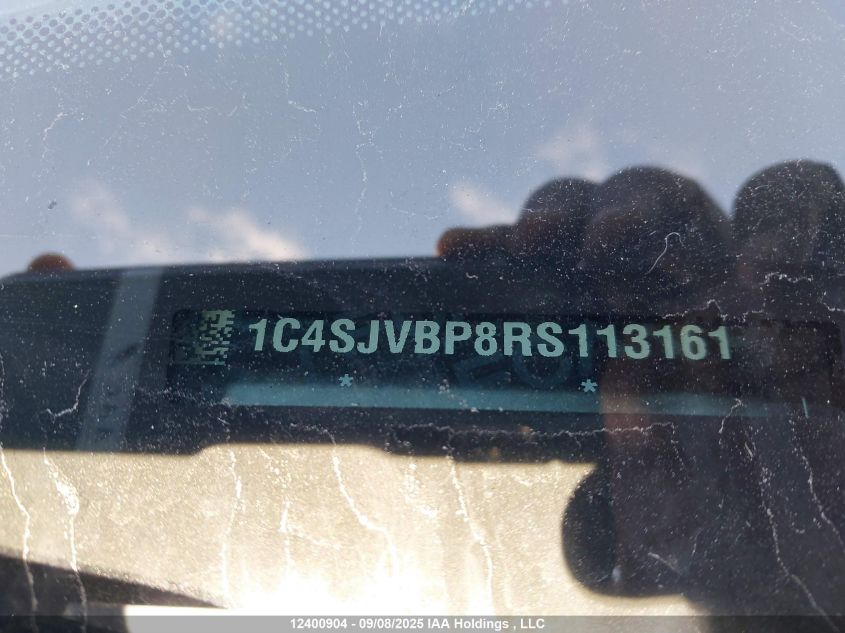 1C4SJVBP8RS113161
* *
12400904 - 09/08/2025 IAA Holdings , LLC